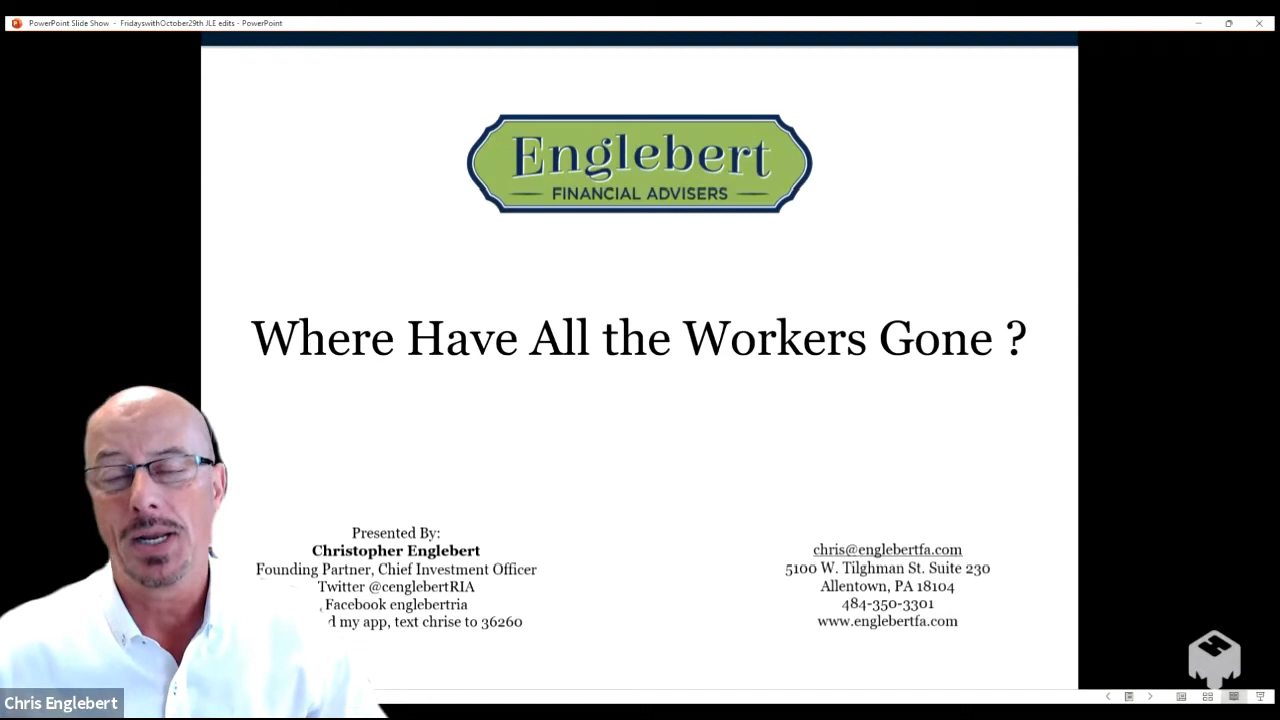 PowerPoint Slide Show - FridayswithOctober29th JLE edits - PowerPoint
Englebert
FINANCIAL ADVISERS
Where Have All the Workers Gone ?
Presented By:
Christopher Englebert
Founding Partner, Chief Investment Officer
Twitter @cenglebertRIA
Facebook englebertria
d my app, text chrise to 36260
chris@englebertfa.com
5100 W. Tilghman St. Suite 230
Allentown, PA 18104
484-350-3301
www.englebertfa.com
Chris Englebert